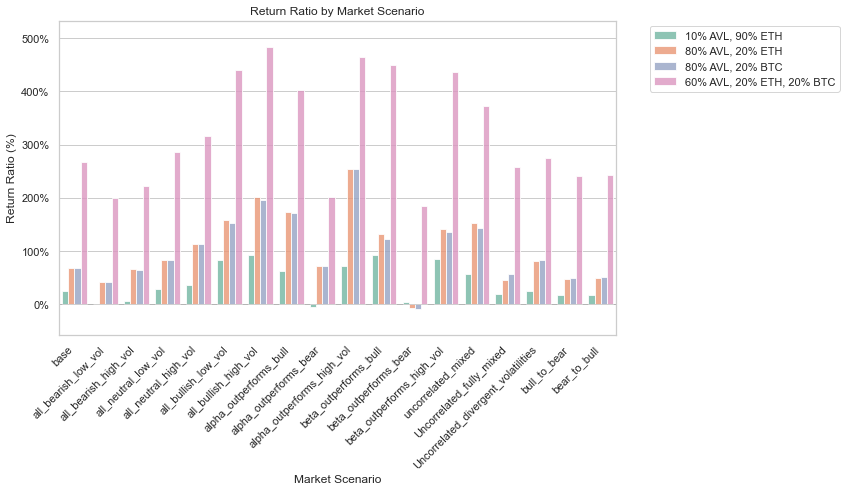 Return Ratio by Market Scenario
500%
400%
300%
200%
100%
0%
Return Ratio (%)
base
all_bearish_low_vol
all_bearish_high_vol
all_neutral_low_vol
all_neutral_high_vol
all_bullish_low_vol
all_bullish_high_vol
alpha_outperforms_bull
alpha_outperforms_bear
alpha_outperforms_high_vol
beta_outperforms_bull
beta_outperforms_bear
beta_outperforms_high_vol
uncorrelated_mixed
Uncorrelated_fully_mixed
Uncorrelated_divergent_volatilities
bull_to_bear
bear_to_bull
Market Scenario
10% AVL, 90% ETH
80% AVL, 20% ETH
80% AVL, 20% BTC
60% AVL, 20% ETH, 20% BTC